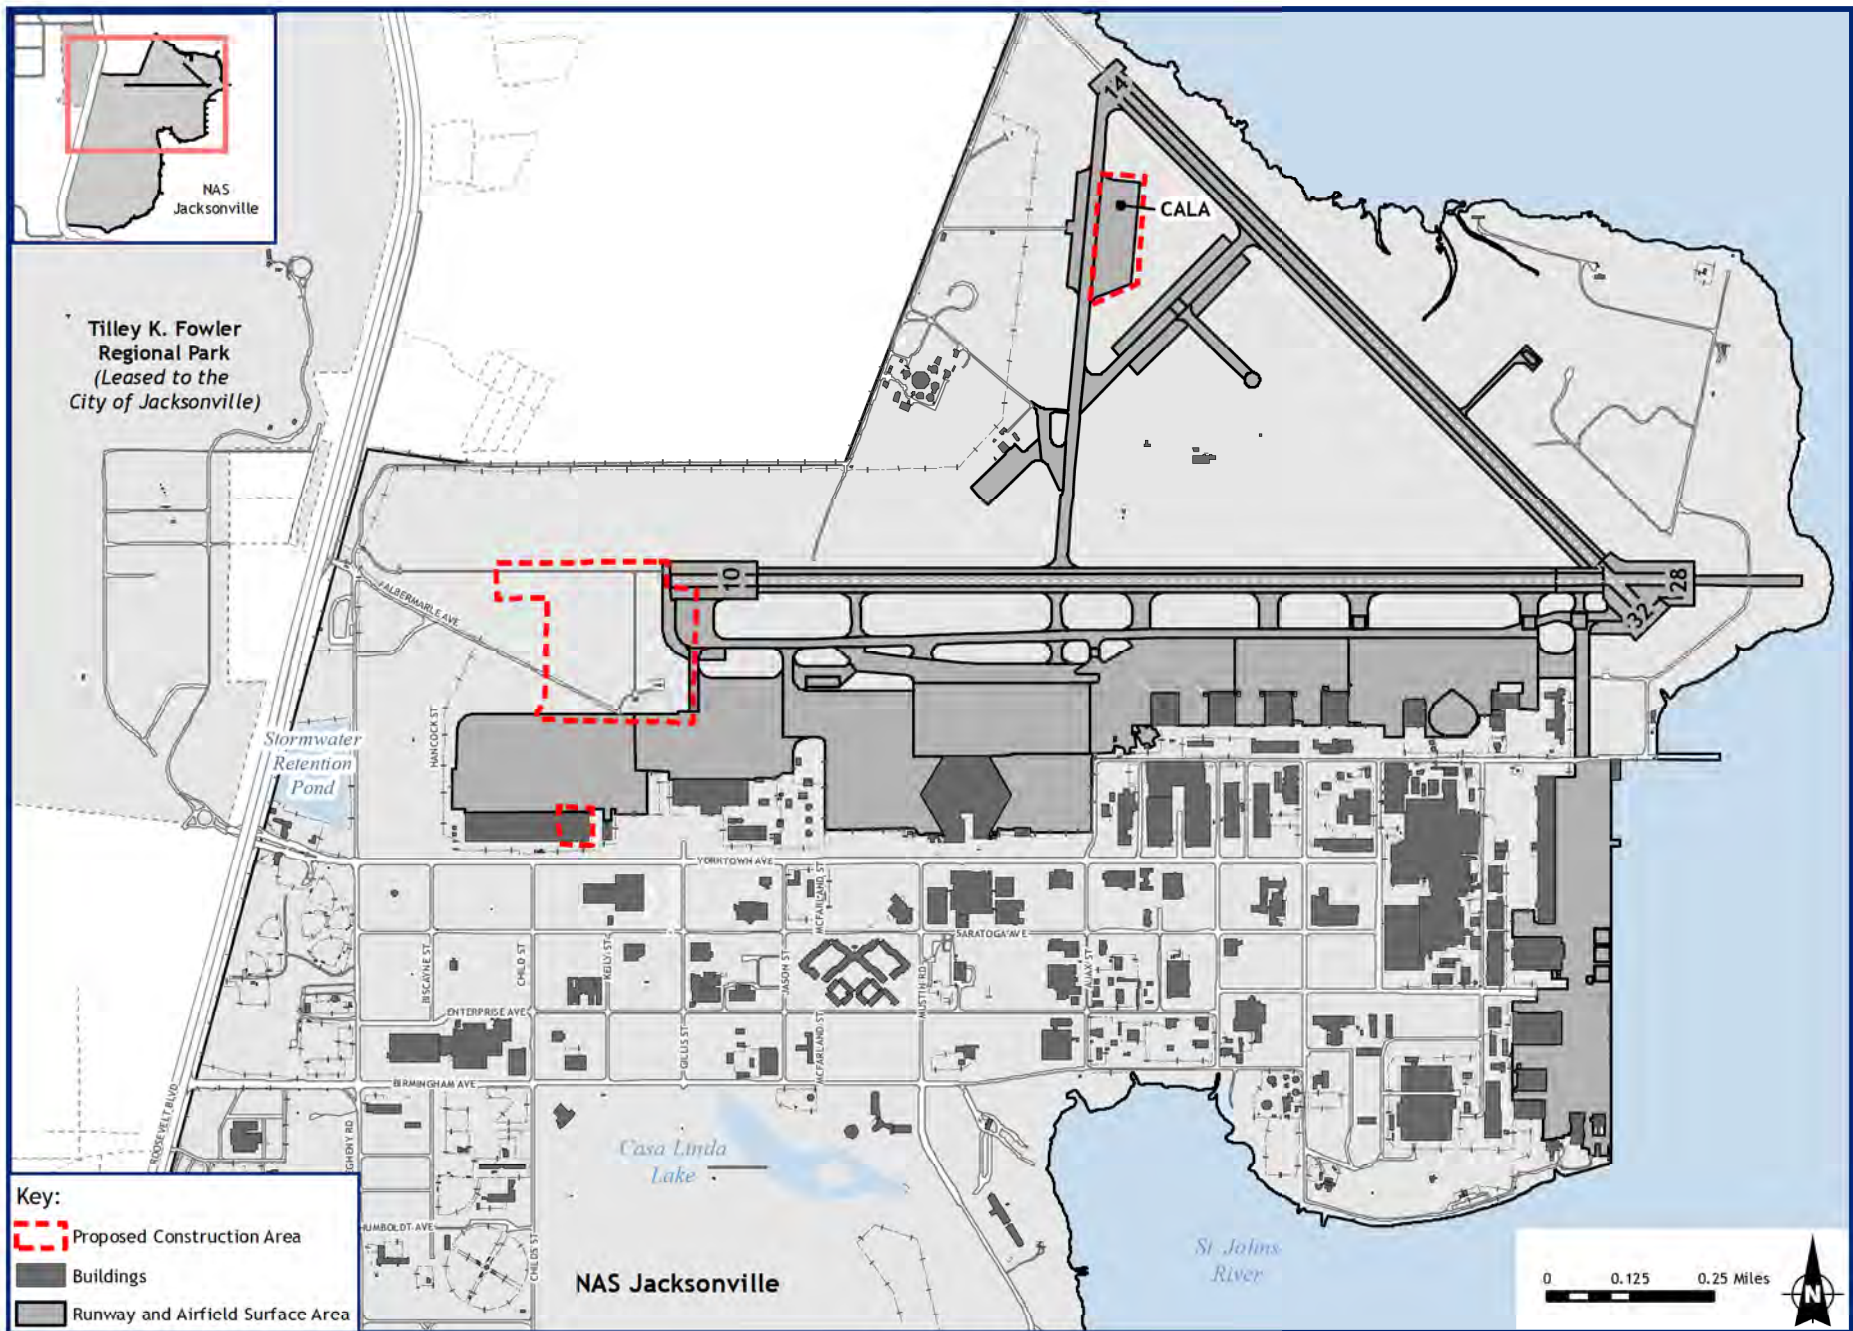 NAS
Jacksonville
14
CALA
Tilley K. Fowler
Regional Park
(Leased to the
City of Jacksonville)
10
28
32
ALBERMARLE AVE
HANCOCK ST
Stormwater
Retention
Pond
YORKTOWN AVE
MCFARLAND ST
SARATOGA AVE
BISCAYNE ST
CHILD ST
KEILY ST
JASON ST
MUSTIN RD
AJAX ST
ENTERPRISE AVE
GILLIS ST
MCFARLAND ST
BIRMINGHAM AVE
ROOSEVELT BLVD
EGHENY RD
Casa Linda
Lake
HUMBOLDT AVE
CHILDS ST
NAS Jacksonville
St Johns
River
Key:
Proposed Construction Area
Buildings
Runway and Airfield Surface Area
0 0.125 0.25 Miles
N